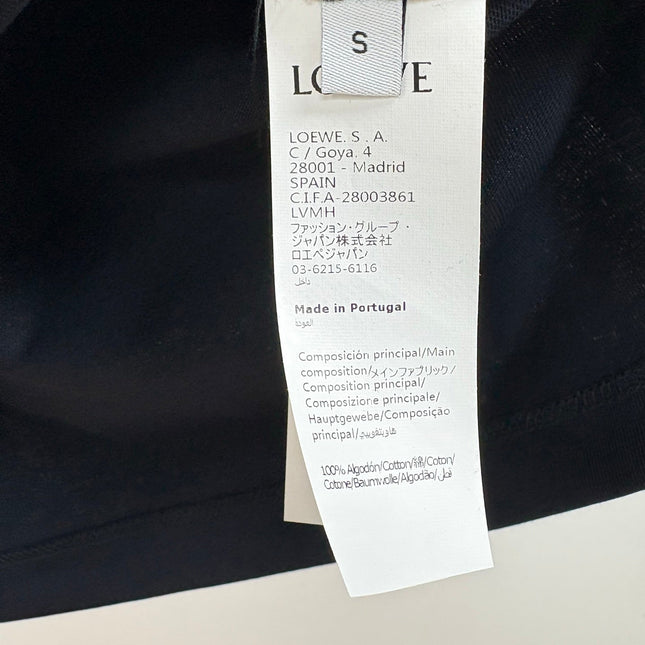 S
LOEWE
LOEWE. S . A.
C / Goya. 4
28001 - Madrid
SPAIN
C.I.F.A-28003861
LVMH
ファッション・グループ・
ジャパン株式会社
ロエベジャパン
03-6215-6116
داخل
Made in Portugal
العودة
Composición principal/Main
composition/メインファブリック/
Composition principal/
Composizione principale/
Hauptgewebe/Composição
principal/
100% Algodón/Cotton/綿/Coton/
Cotone/Baumwolle/Algodão/